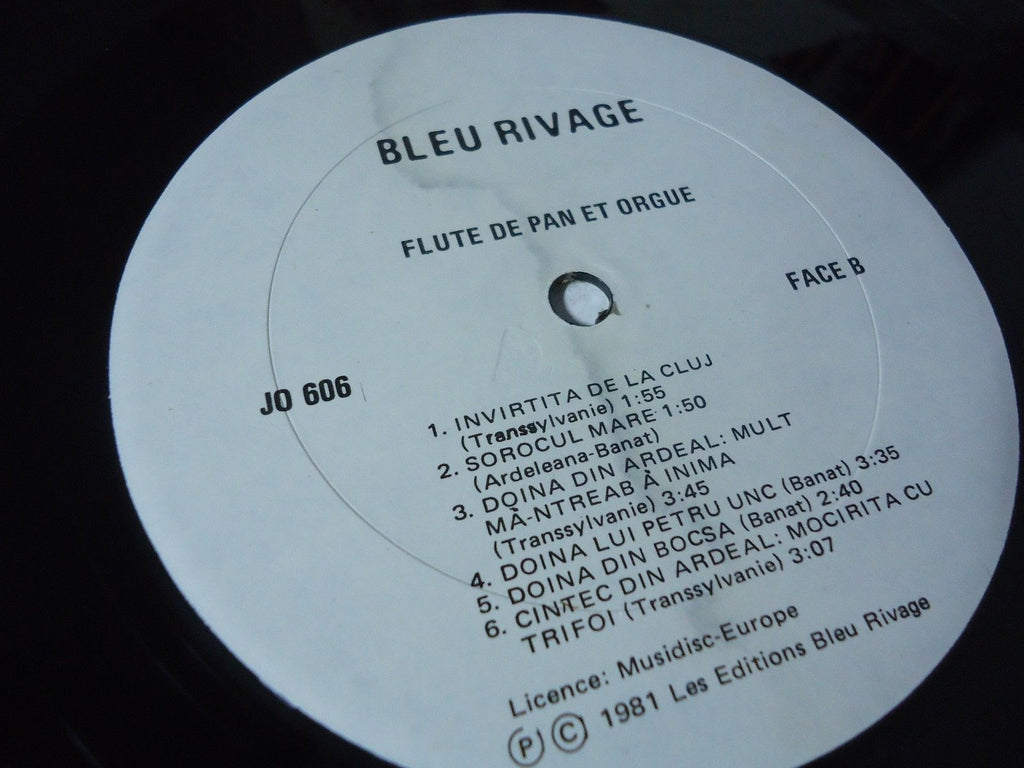 BLEU RIVAGE
FLUTE DE PAN ET ORGUE
FACE B
JO 606
1. INVIRTITA DE LA CLUJ
(Transsylvanie) 1:55
2. SOROCUL MARE 1:50
(Ardeleana-Banat)
3. DOINA DIN ARDEAL: MULT
MÀ-NTREAB À INIMA
(Transsylvanie) 3:45
4. DOINA LUI PETRU UNC (Banat) 3:35
5. DOINA DIN BOCSA (Banat) 2:40
6. CINTEC DIN ARDEAL: MOCIRITA CU
TRIFOI (Transsylvanie) 3:07
Licence: Musidisc-Europe
Ⓟ © 1981 Les Editions Bleu Rivage